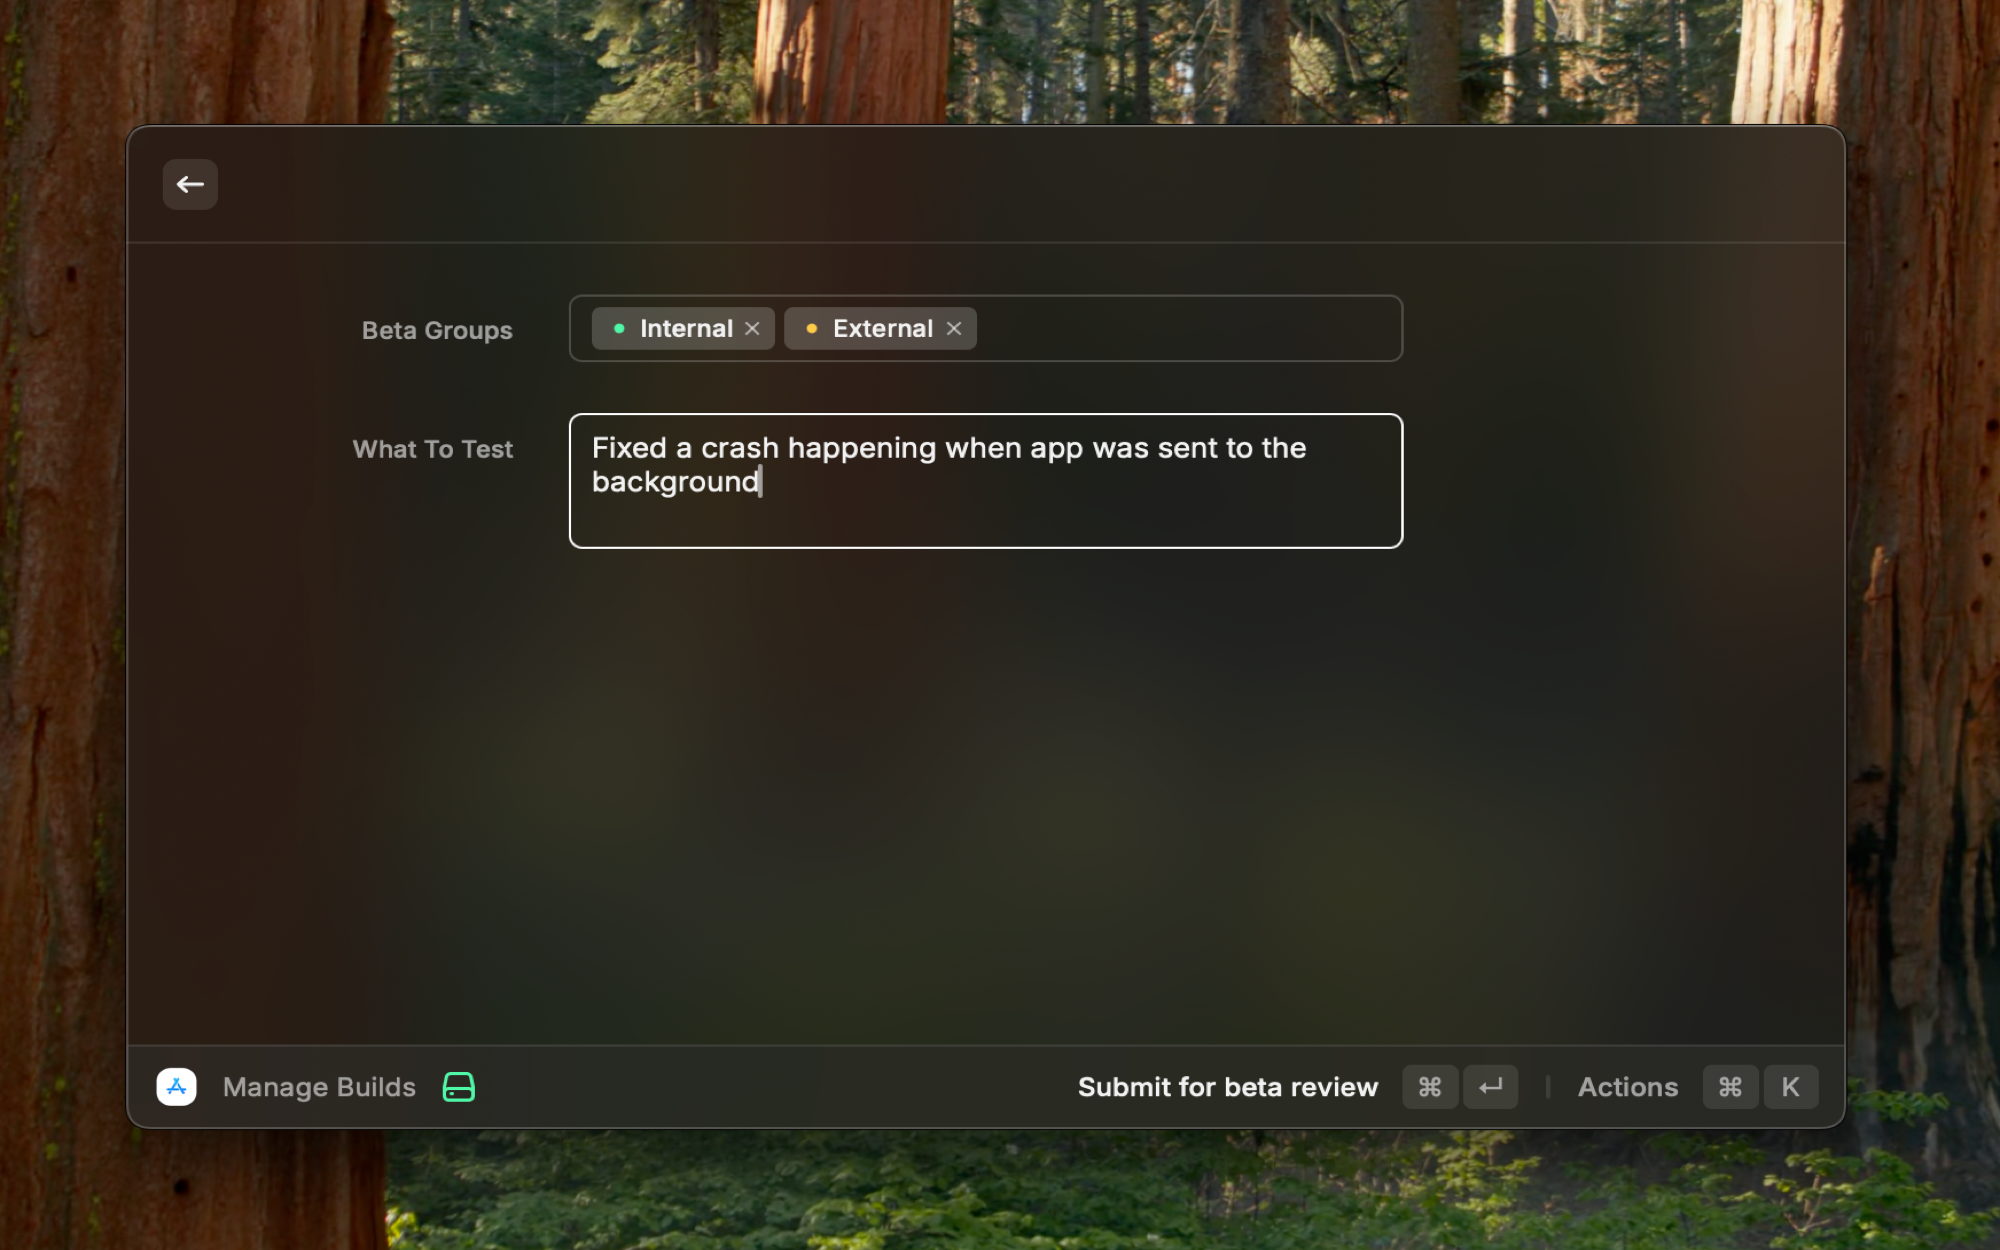 Beta Groups
Internal
External
What To Test
Fixed a crash happening when app was sent to the
background
Manage Builds
Submit for beta review ⌘ ↵
Actions ⌘ K